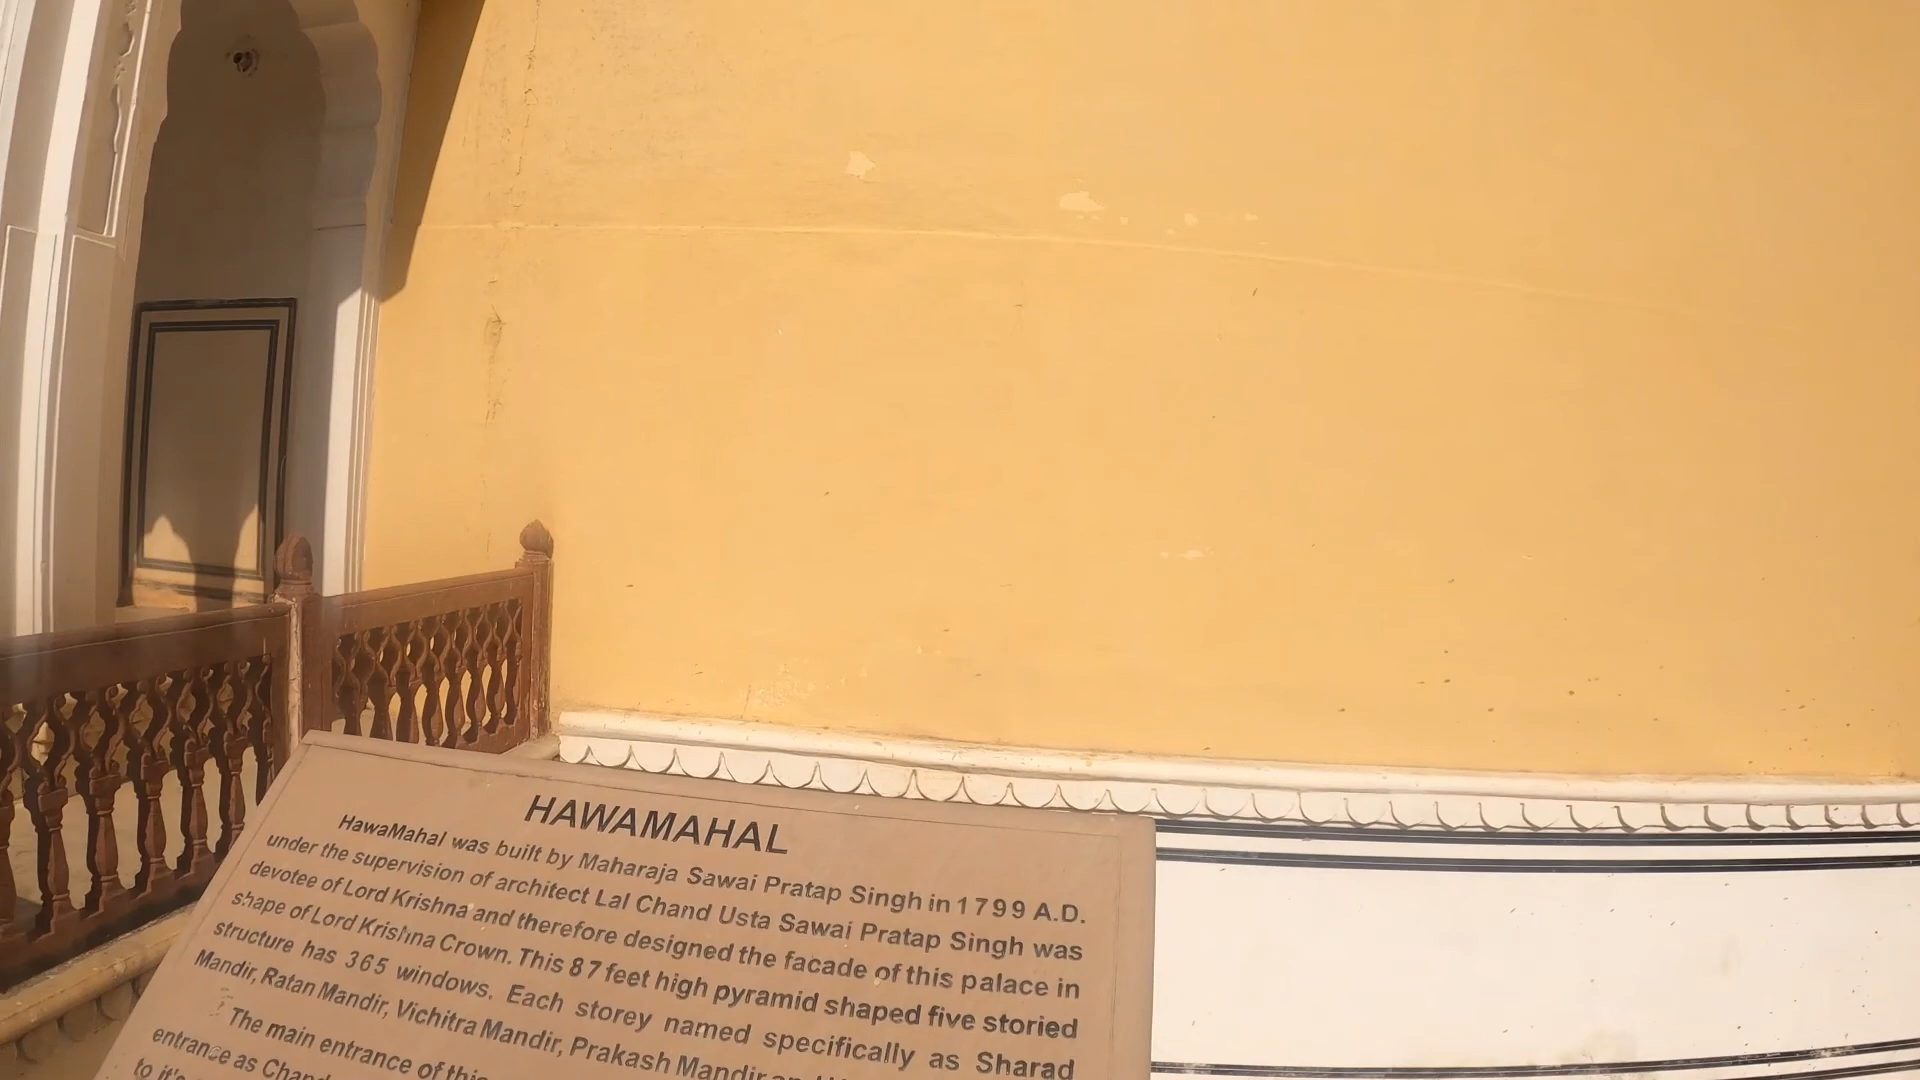 HAWAMAHAL
HawaMahal was built by Maharaja Sawai Pratap Singh in 1799 A.D.
under the supervision of architect Lal Chand Usta Sawai Pratap Singh was
devotee of Lord Krishna and therefore designed the facade of this palace in
shape of Lord Krishna Crown. This 87 feet high pyramid shaped five storied
structure has 365 windows. Each storey named specifically as Sharad
Mandir, Ratan Mandir, Vichitra Mandir, Prakash Mandir
The main entrance of this
entrance as
to it's